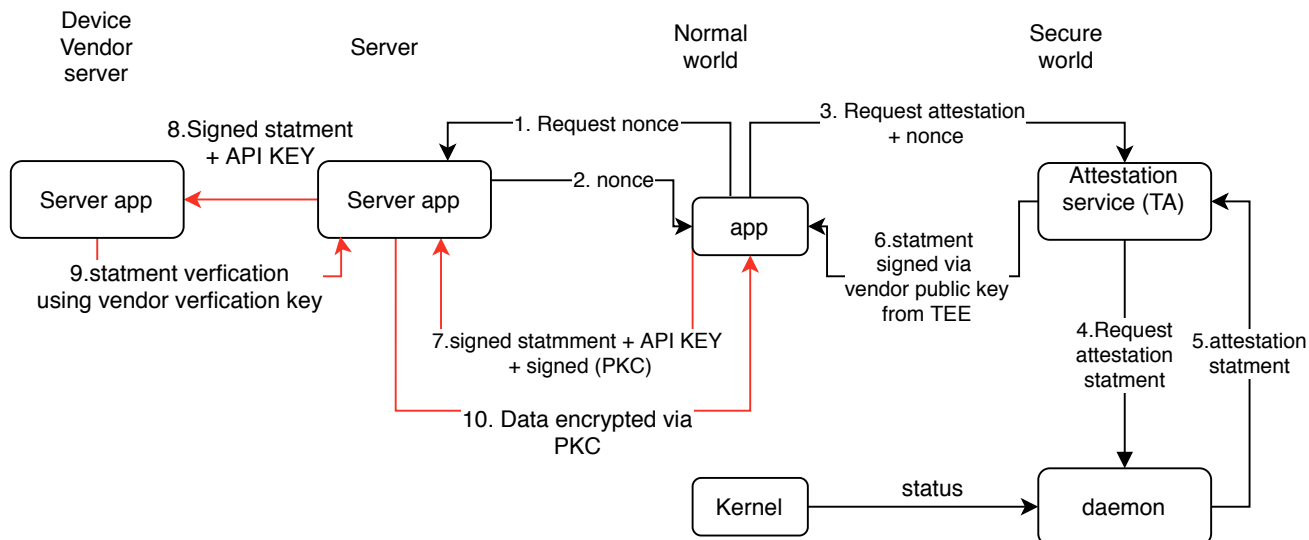 Device
Vendor
server
Server
Normal
world
Secure
world
8.Signed statment
+ API KEY
1. Request nonce
3. Request attestation
+ nonce
Server app
Server app
2. nonce
app
Attestation
service (TA)
9.statment verfication
using vendor verfication key
6.statment
signed via
vendor public key
from TEE
7.signed statmment + API KEY
+ signed (PKC)
4.Request
attestation
statment
5.attestation
statment
10. Data encrypted via
PKC
Kernel
status
daemon